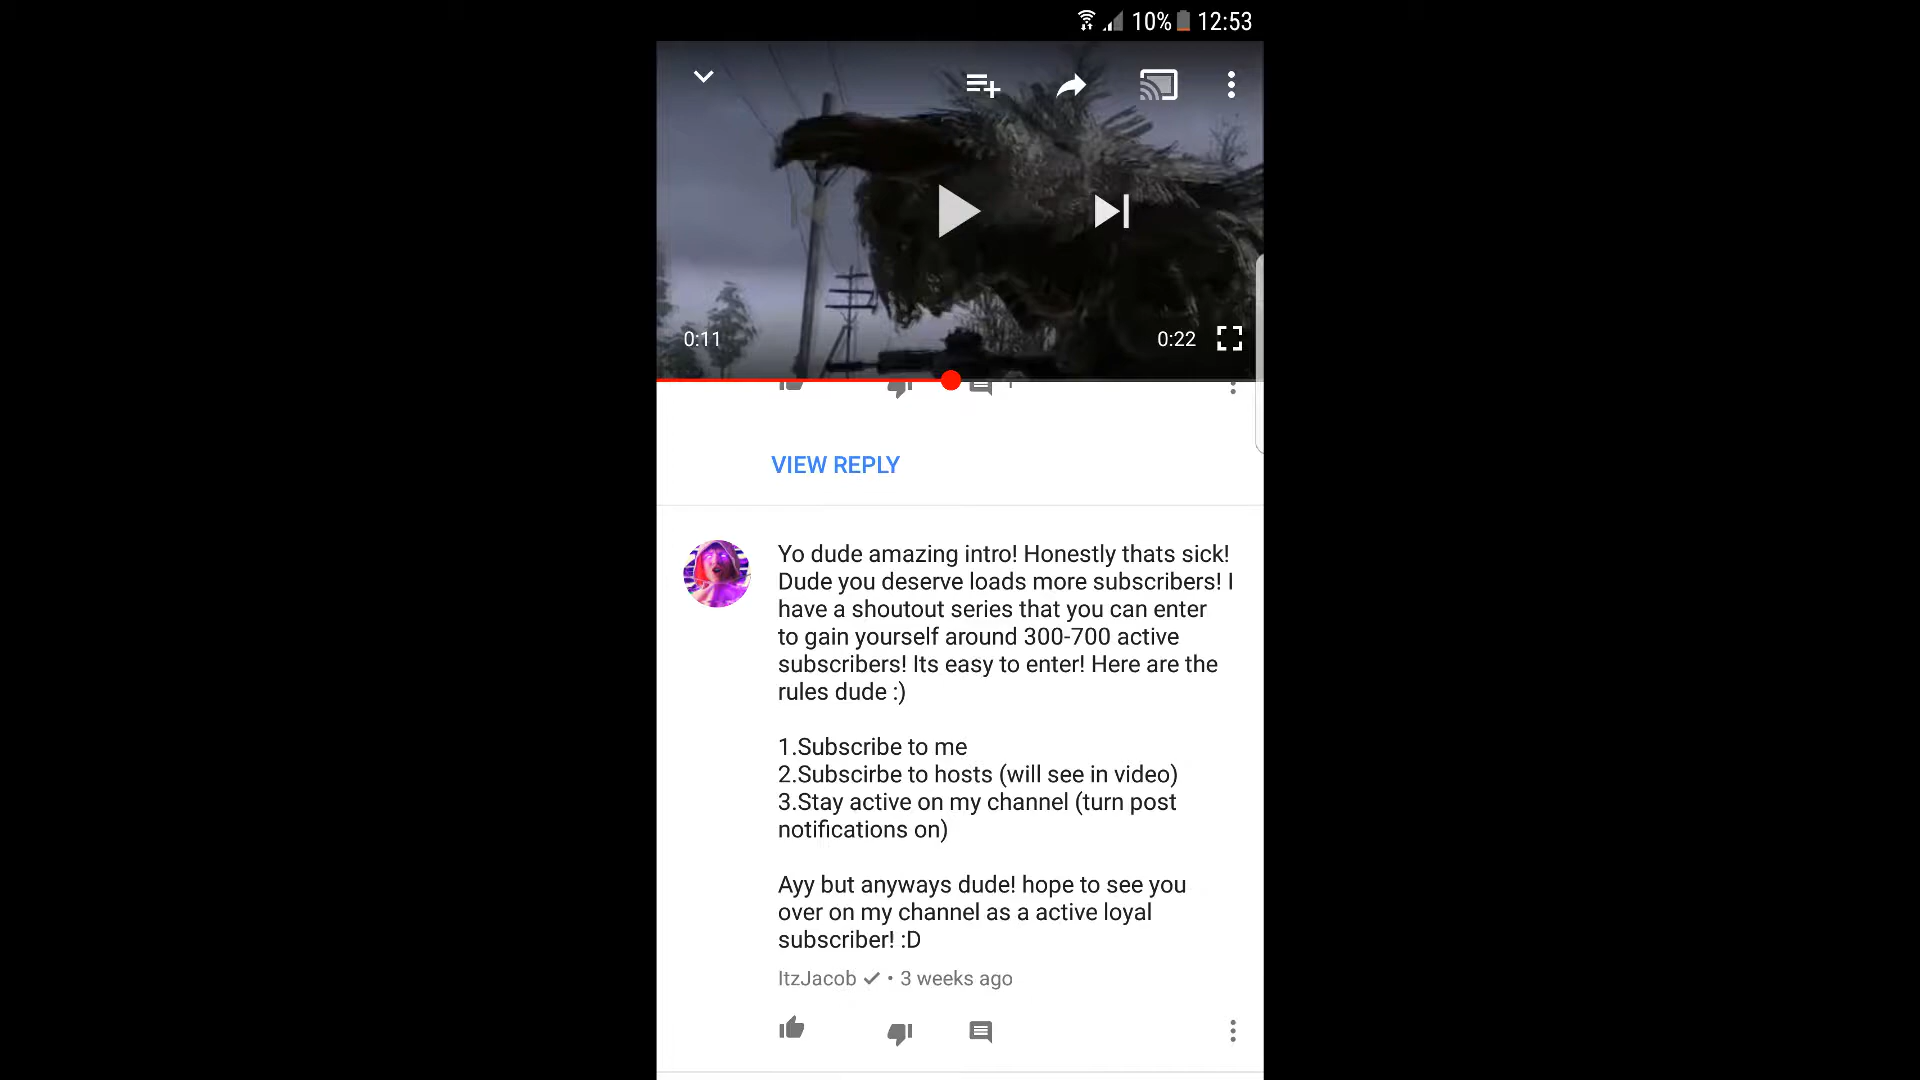 10% 12:53
0:11
0:22
VIEW REPLY
Yo dude amazing intro! Honestly thats sick!
Dude you deserve loads more subscribers! I
have a shoutout series that you can enter
to gain yourself around 300-700 active
subscribers! Its easy to enter! Here are the
rules dude :)
1.Subscribe to me
2.Subscirbe to hosts (will see in video)
3.Stay active on my channel (turn post
notifications on)
Ayy but anyways dude! hope to see you
over on my channel as a active loyal
subscriber! :D
ItzJacob ✓ • 3 weeks ago